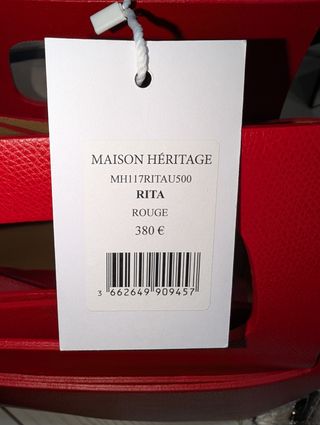 MAISON HÉRITAGE
MH117RITAU500
RITA
ROUGE
380 €
3 662649 909457